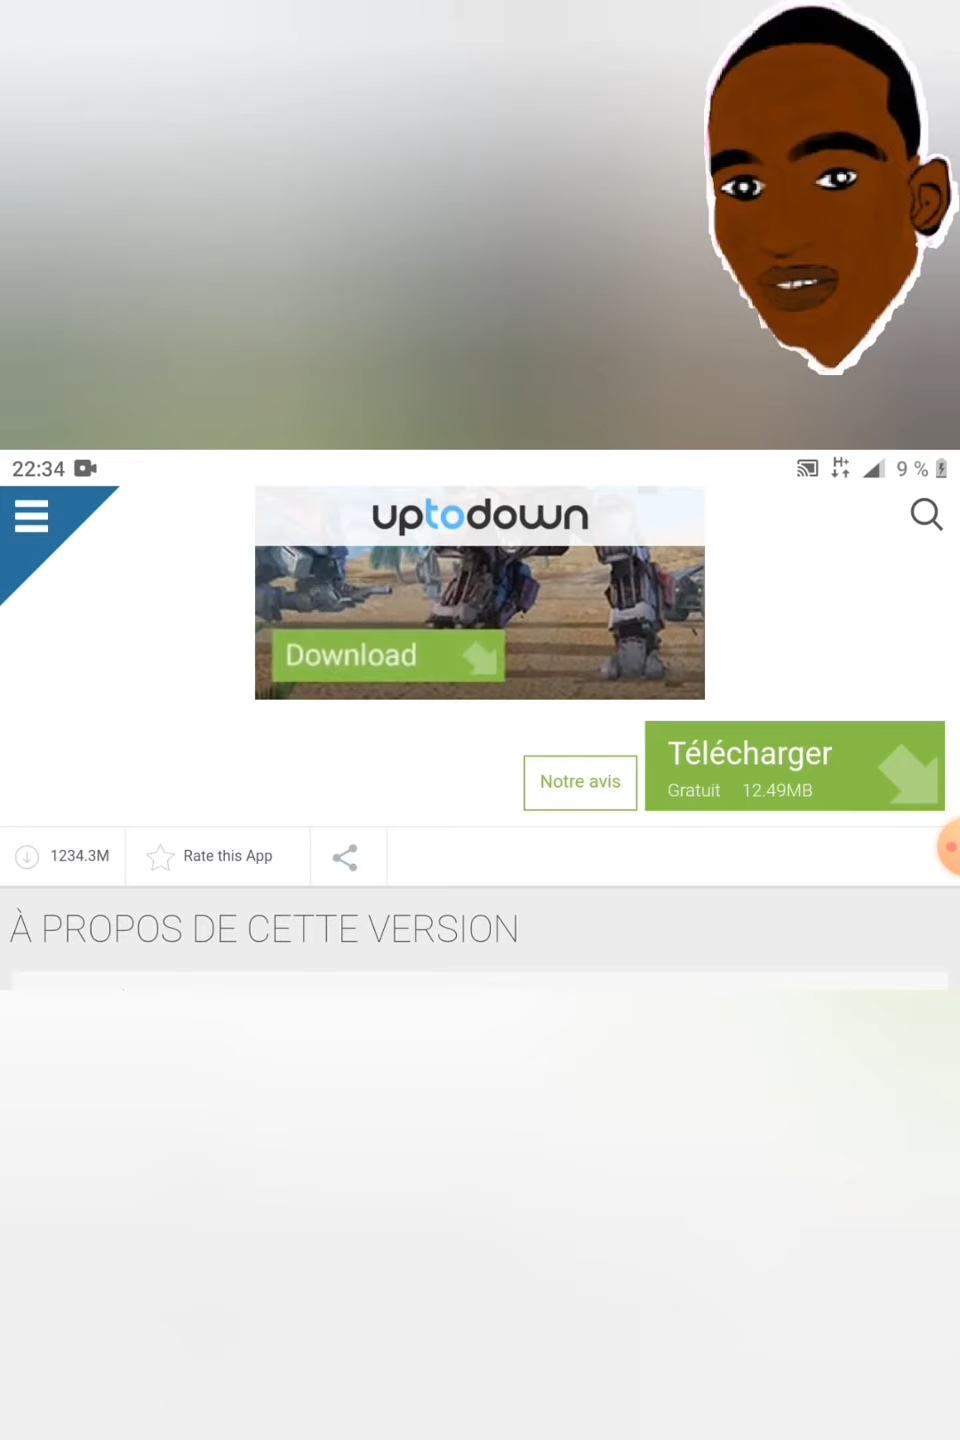 22:34
H+
9 %
uptodown
Download
Télécharger
Gratuit 12.49MB
Notre avis
1234.3M
Rate this App
À PROPOS DE CETTE VERSION